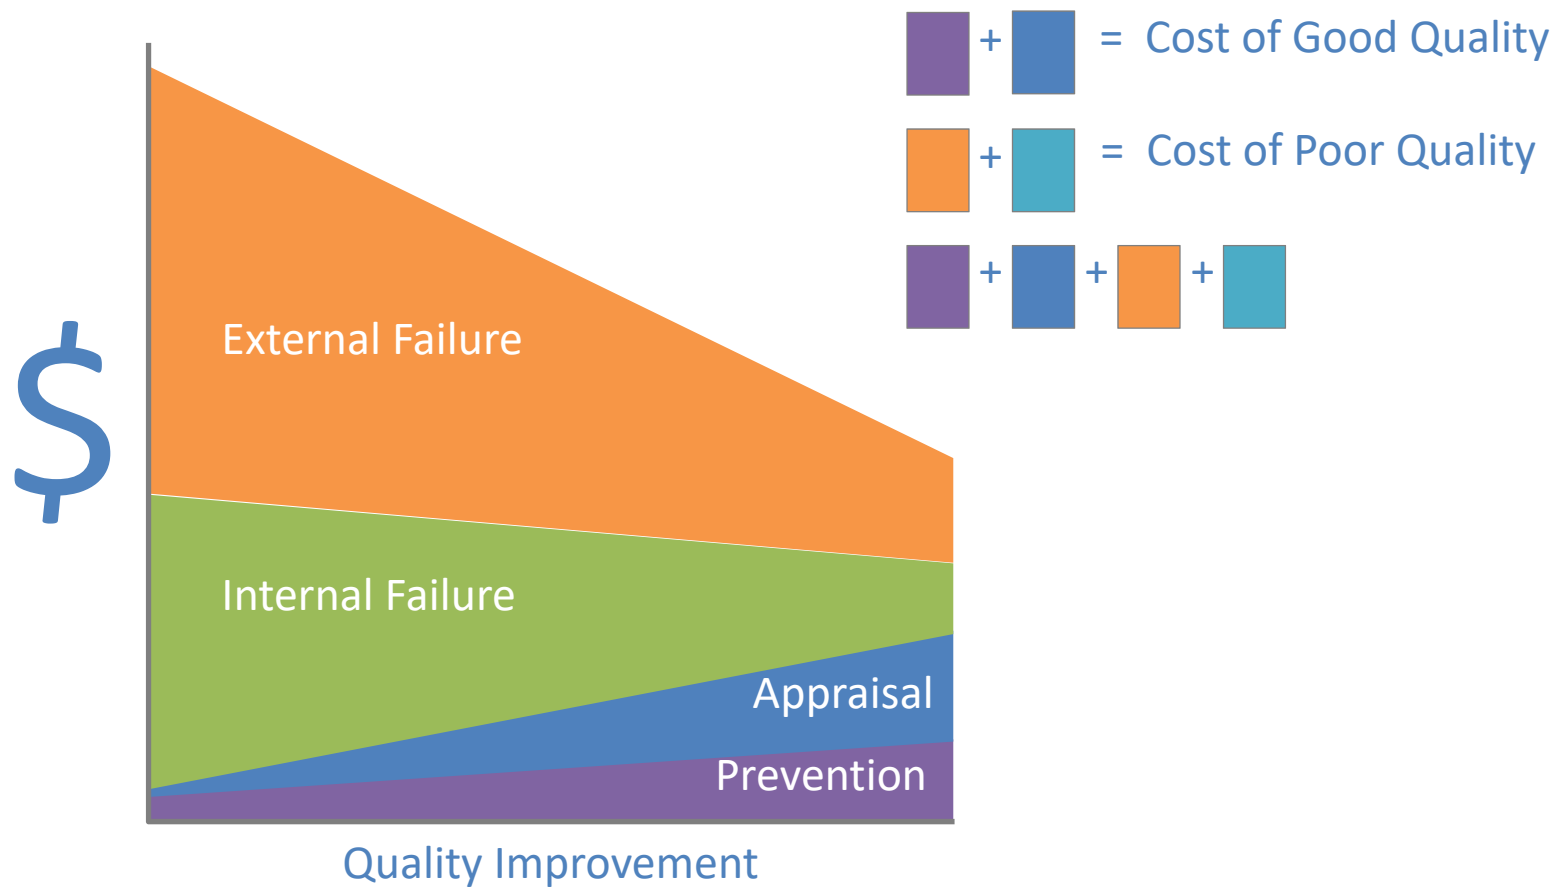 + = Cost of Good Quality
+ = Cost of Poor Quality
+ + +
$
External Failure
Internal Failure
Appraisal
Prevention
Quality Improvement